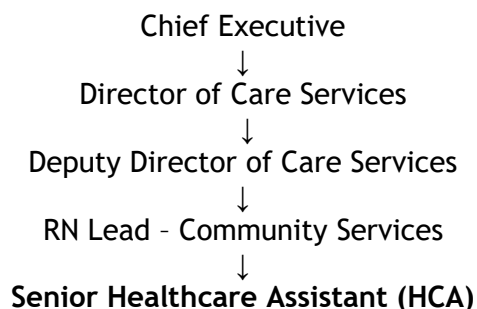 Chief Executive
↓
Director of Care Services
↓
Deputy Director of Care Services
↓
RN Lead – Community Services
↓
Senior Healthcare Assistant (HCA)